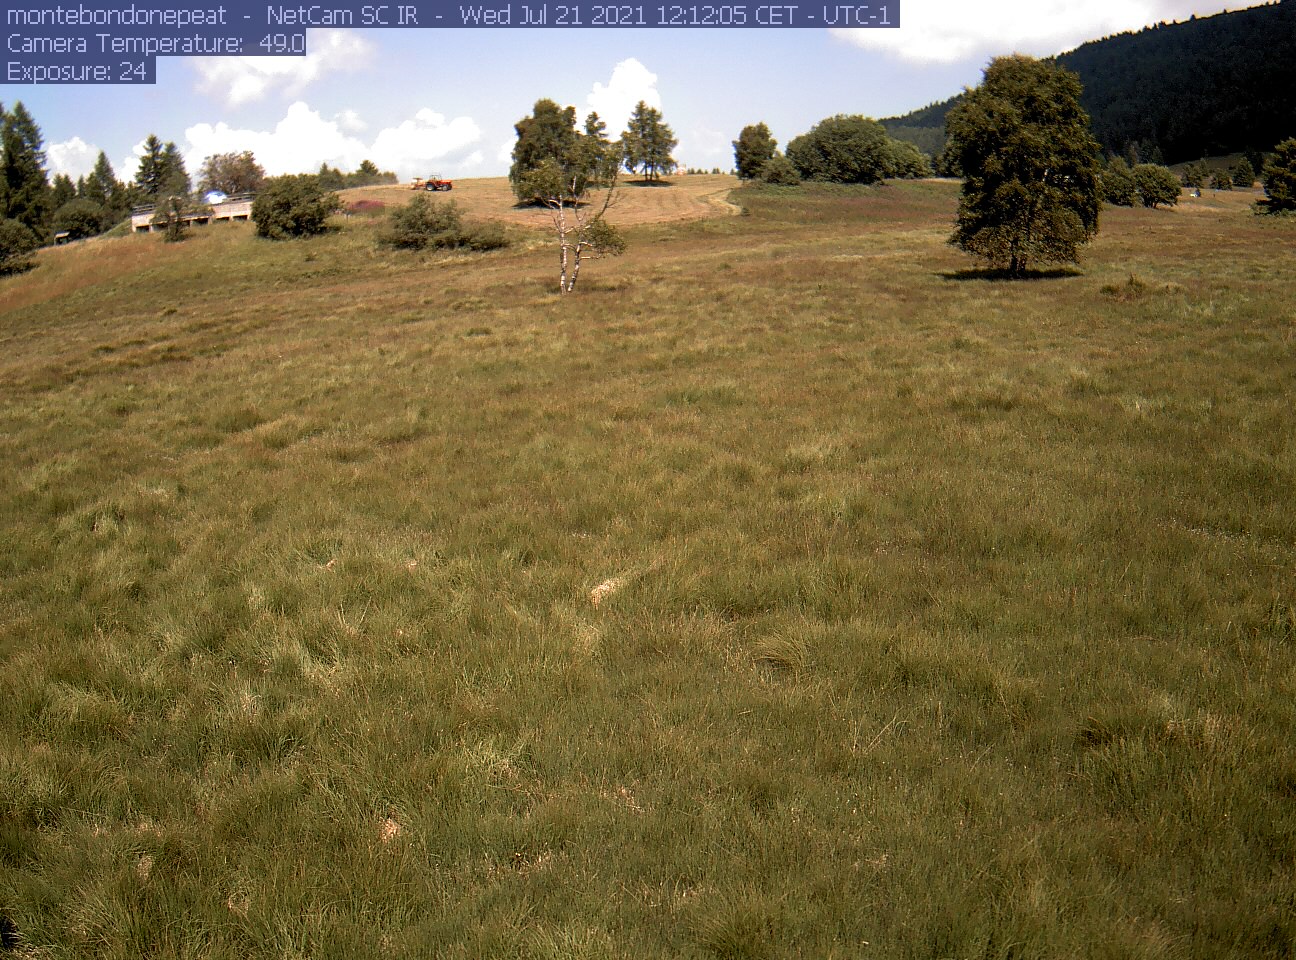 montebondonepeat - NetCam SC IR - Wed Jul 21 2021 12:12:05 CET - UTC-1
Camera Temperature: 49.0
Exposure: 24